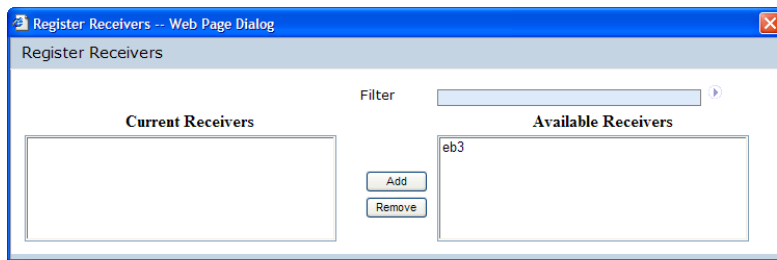 Register Receivers -- Web Page Dialog
Register Receivers
Filter
Current Receivers
Available Receivers
eb3
Add
Remove